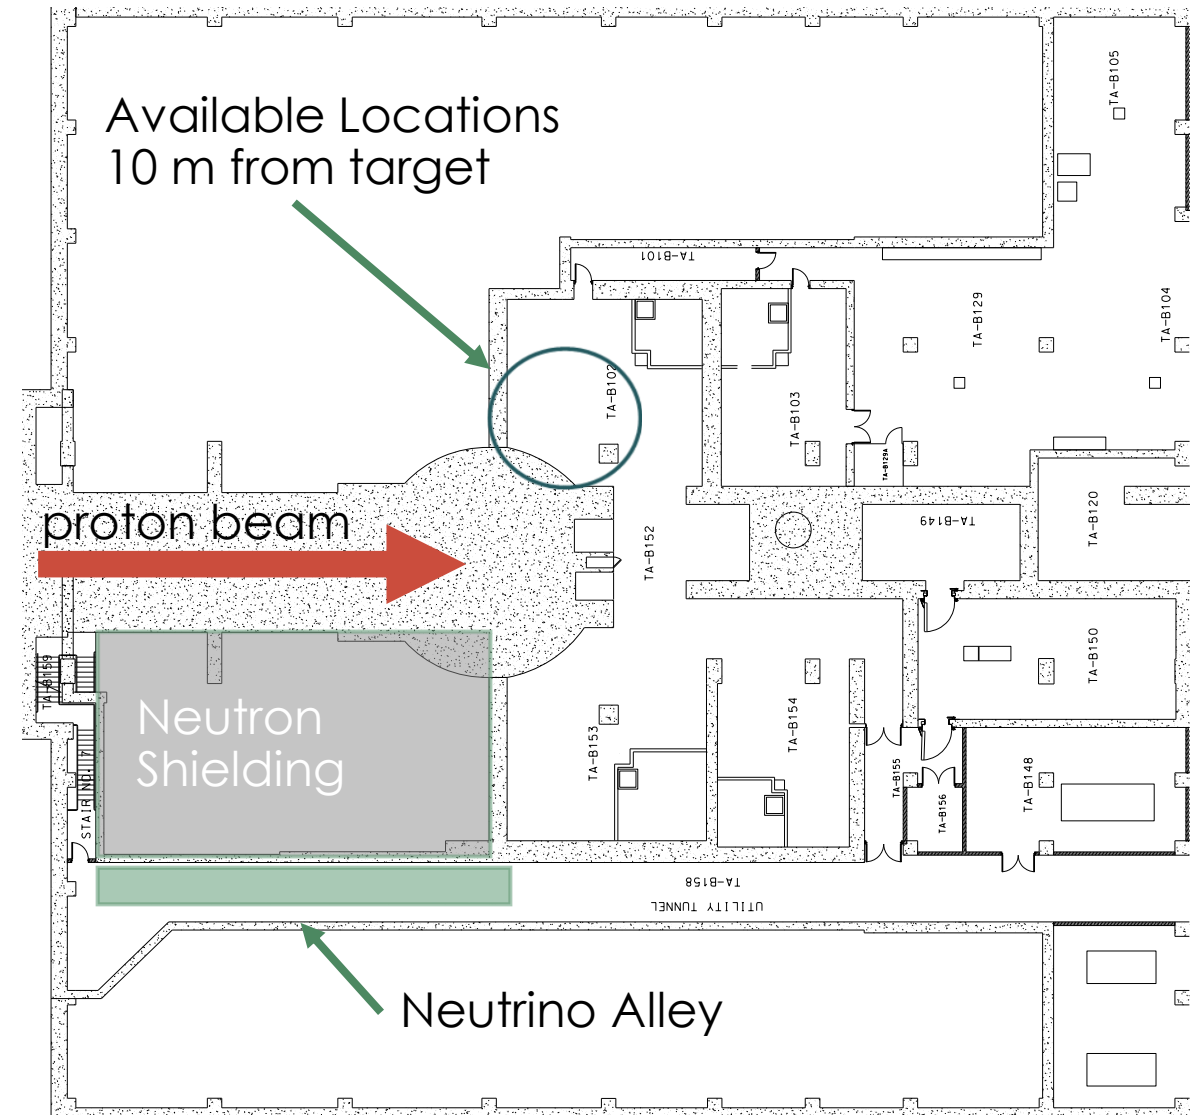 Available Locations
10 m from target
TA-B105
TA-B101
TA-B129
TA-B104
TA-B102
TA-B103
TA-B129A
proton beam
TA-B152
TA-B149
TA-B120
TA-B159
TA-B150
Neutron
Shielding
TA-B153
TA-B154
STAIR NO. 7
TA-B155
TA-B156
TA-B148
TA-B158
UTILITY TUNNEL
Neutrino Alley